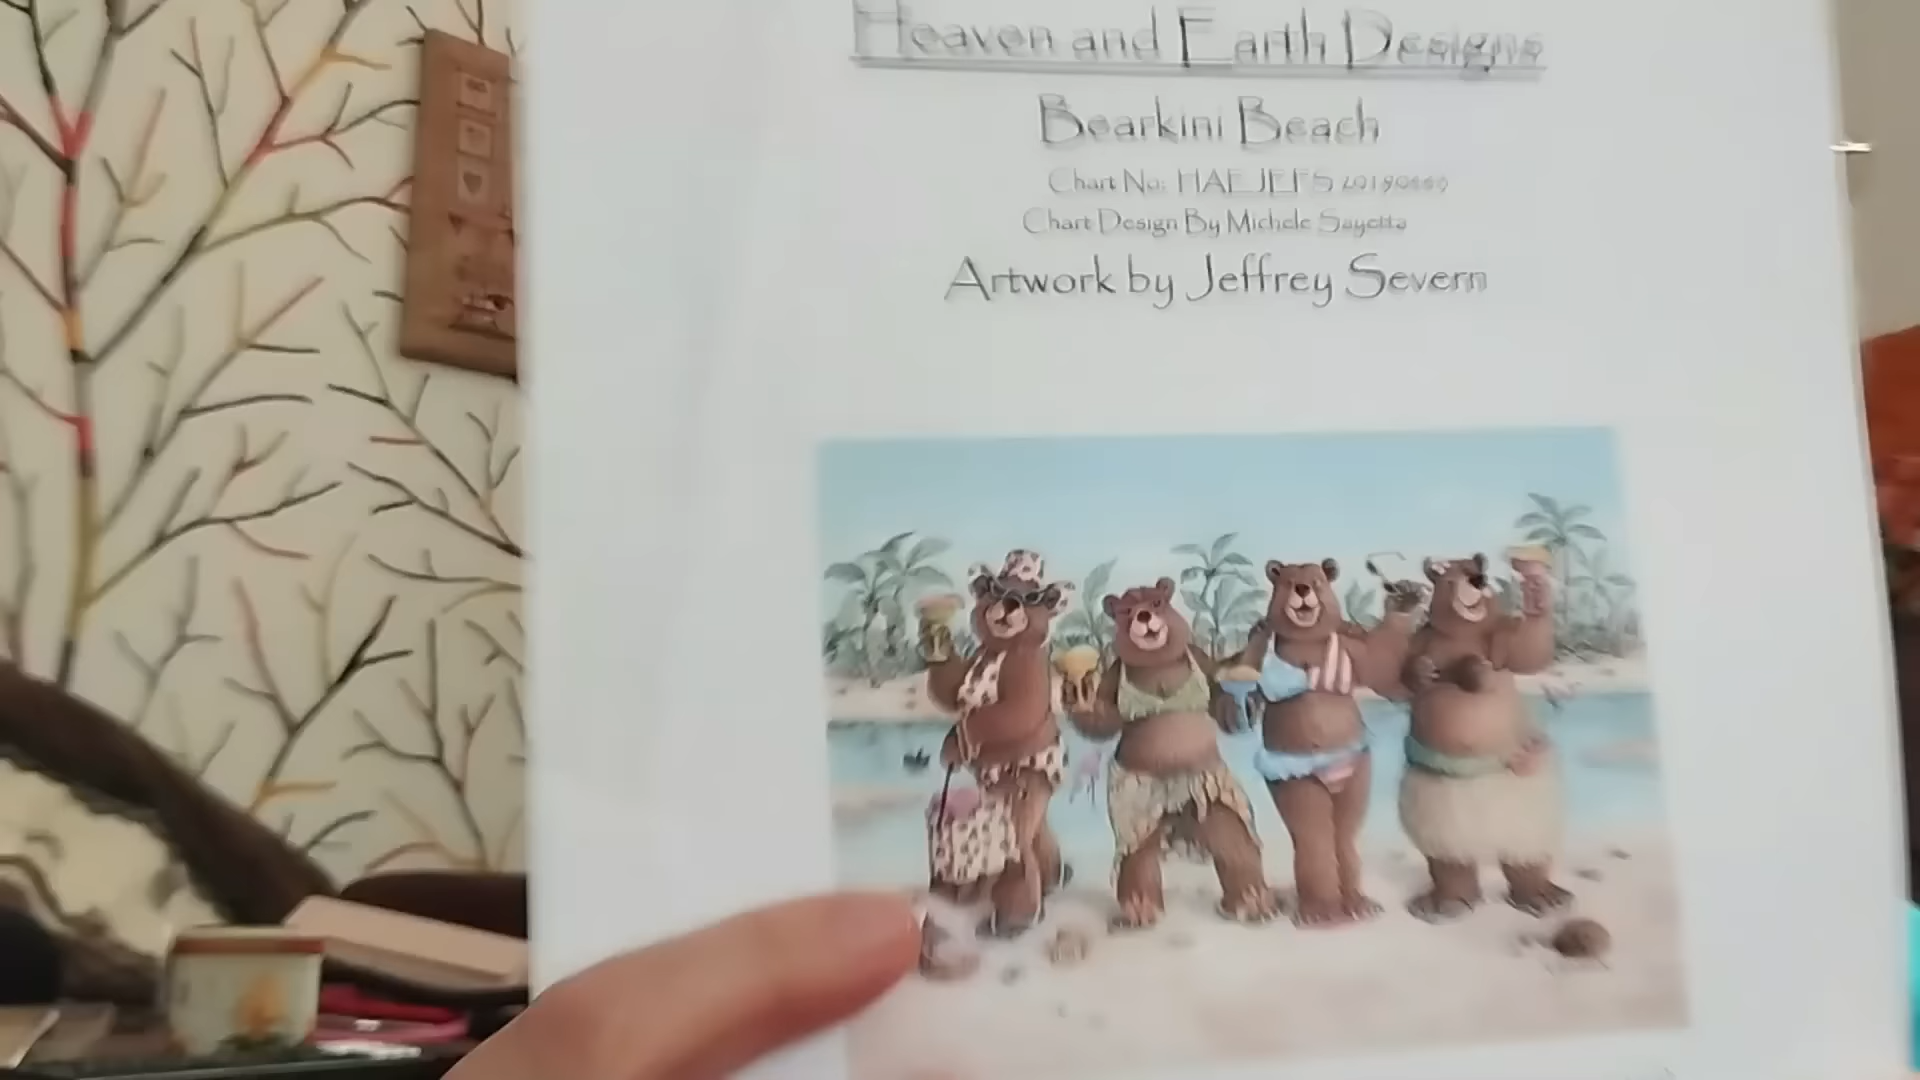 Heaven and Earth Designs
Bearkini Beach
Chart No: HAEJEFS
Chart Design By Michele Sayetta
Artwork by Jeffrey Severn